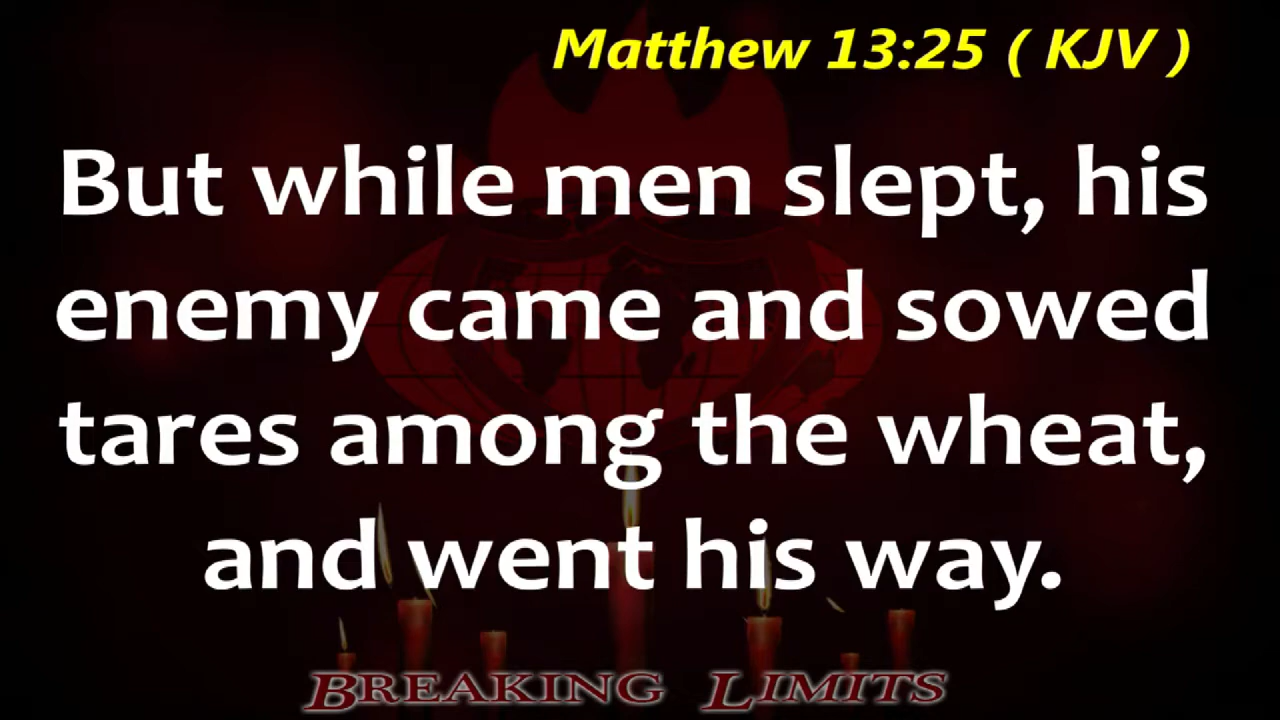 Matthew 13:25 ( KJV )
But while men slept, his
enemy came and sowed
tares among the wheat,
and went his way.
BREAKING LIMITS